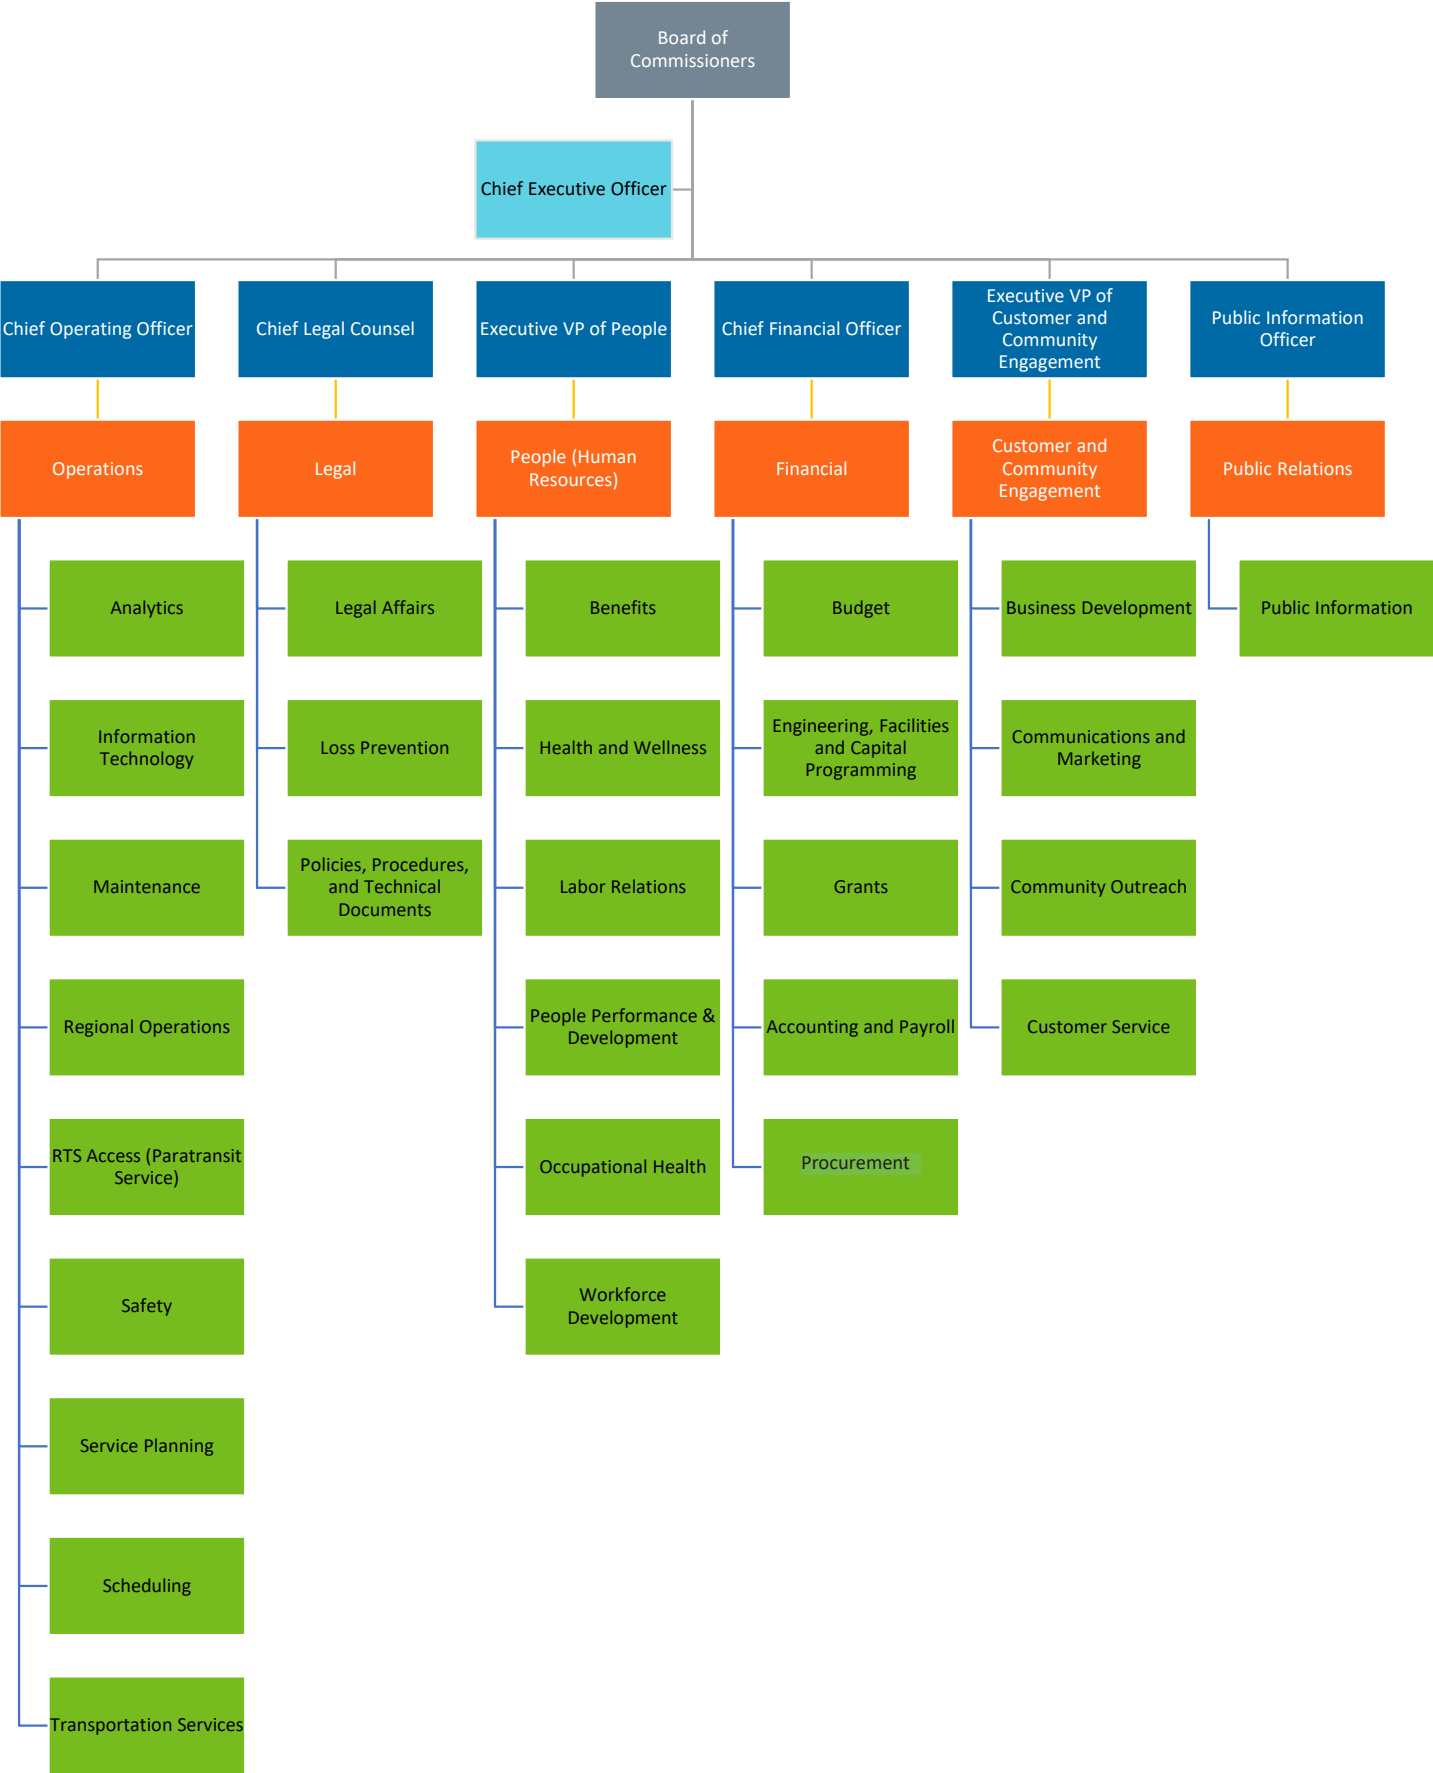 Board of
Commissioners
Chief Executive Officer
Chief Operating Officer
Chief Legal Counsel
Executive VP of People
Chief Financial Officer
Executive VP of
Customer and
Community
Engagement
Public Information
Officer
Operations
Legal
People (Human
Resources)
Financial
Customer and
Community
Engagement
Public Relations
Analytics
Legal Affairs
Benefits
Budget
Business Development
Public Information
Information
Technology
Loss Prevention
Health and Wellness
Engineering, Facilities
and Capital
Programming
Communications and
Marketing
Maintenance
Policies, Procedures,
and Technical
Documents
Labor Relations
Grants
Community Outreach
Regional Operations
People Performance &
Development
Accounting and Payroll
Customer Service
RTS Access (Paratransit
Service)
Occupational Health
Procurement
Safety
Workforce
Development
Service Planning
Scheduling
Transportation Services